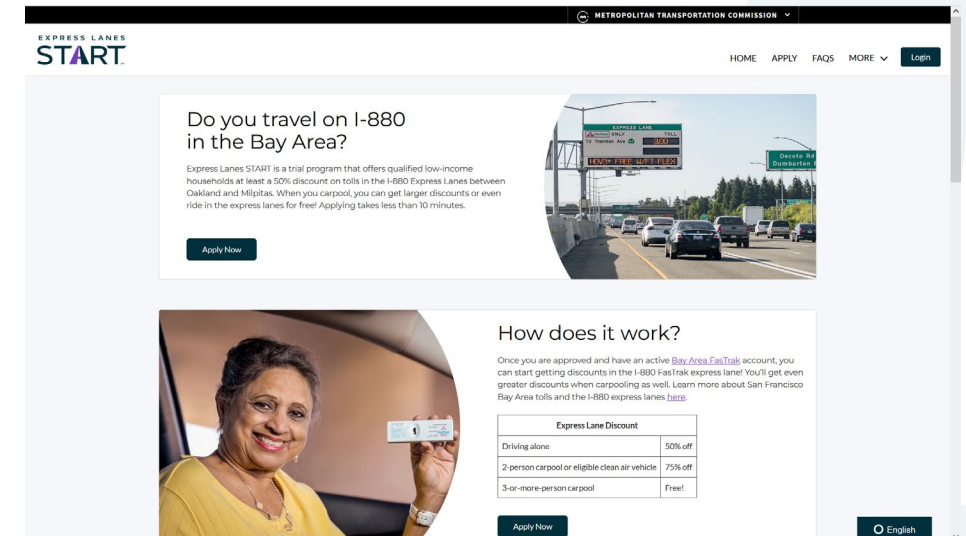 METROPOLITAN TRANSPORTATION COMMISSION
EXPRESS LANES
START
HOME APPLY FAQS MORE Login
Do you travel on I-880
in the Bay Area?
Express Lanes START is a trial program that offers qualified low-income
households at least a 50% discount on tolls in the I-880 Express Lanes between
Oakland and Milpitas. When you carpool, you can get larger discounts or even
ride in the express lanes for free! Applying takes less than 10 minutes.
Apply Now
EXPRESS LANE
ONLY TOLL
TO Thornton Ave 3.00
HOV3+ FREE W/FT FLEX
Decoto Rd
Dumbarton
How does it work?
Once you are approved and have an active Bay Area FasTrak account, you
can start getting discounts in the I-880 FasTrak express lane! You'll get even
greater discounts when carpooling as well. Learn more about San Francisco
Bay Area tolls and the I-880 express lanes here.
Express Lane Discount
Driving alone 50% off
2-person carpool or eligible clean air vehicle 75% off
3-or-more-person carpool Free!
Apply Now
English